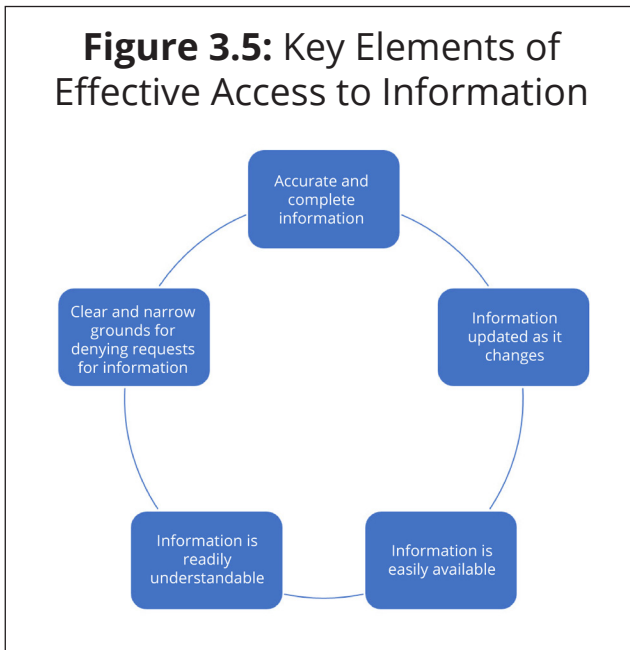 Figure 3.5: Key Elements of
Effective Access to Information
Accurate and
complete
information
Information
updated as it
changes
Information is
easily available
Information is
readily
understandable
Clear and narrow
grounds for
denying requests
for information